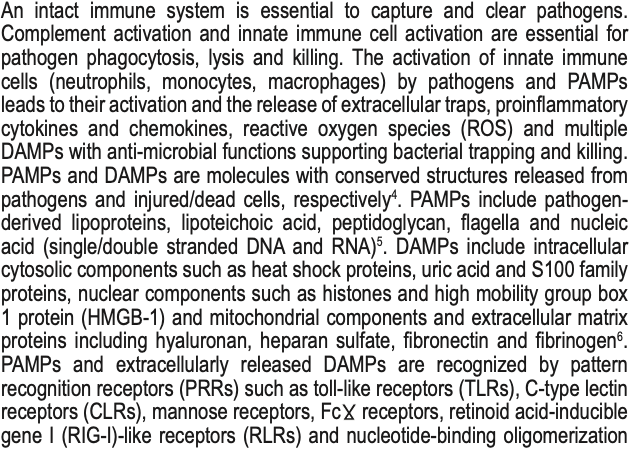 An intact immune system is essential to capture and clear pathogens.
Complement activation and innate immune cell activation are essential for
pathogen phagocytosis, lysis and killing. The activation of innate immune
cells (neutrophils, monocytes, macrophages) by pathogens and PAMPs
leads to their activation and the release of extracellular traps, proinflammatory
cytokines and chemokines, reactive oxygen species (ROS) and multiple
DAMPs with anti-microbial functions supporting bacterial trapping and killing.
PAMPs and DAMPs are molecules with conserved structures released from
pathogens and injured/dead cells, respectively⁴. PAMPs include pathogen-
derived lipoproteins, lipoteichoic acid, peptidoglycan, flagella and nucleic
acid (single/double stranded DNA and RNA)⁵. DAMPs include intracellular
cytosolic components such as heat shock proteins, uric acid and S100 family
proteins, nuclear components such as histones and high mobility group box
1 protein (HMGB-1) and mitochondrial components and extracellular matrix
proteins including hyaluronan, heparan sulfate, fibronectin and fibrinogen⁶.
PAMPs and extracellularly released DAMPs are recognized by pattern
recognition receptors (PRRs) such as toll-like receptors (TLRs), C-type lectin
receptors (CLRs), mannose receptors, Fcɣ receptors, retinoid acid-inducible
gene I (RIG-I)-like receptors (RLRs) and nucleotide-binding oligomerization